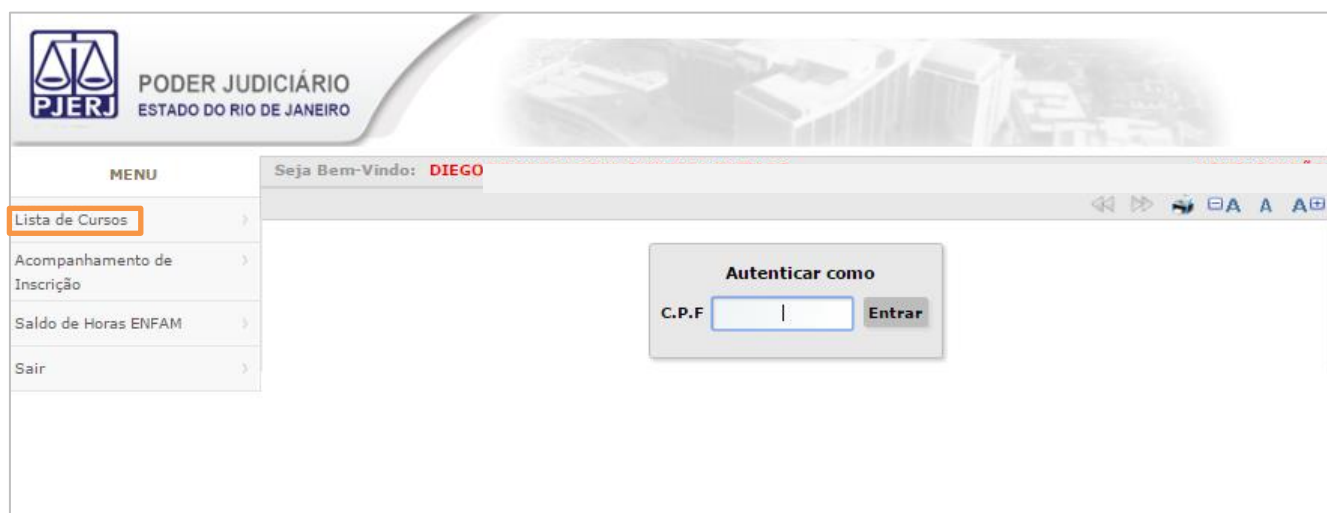 PJERJ
PODER JUDICIÁRIO
ESTADO DO RIO DE JANEIRO
MENU
Seja Bem-Vindo: DIEGO
A A A
Lista de Cursos
Acompanhamento de
Inscrição
Saldo de Horas ENFAM
Sair
Autenticar como
C.P.F
Entrar